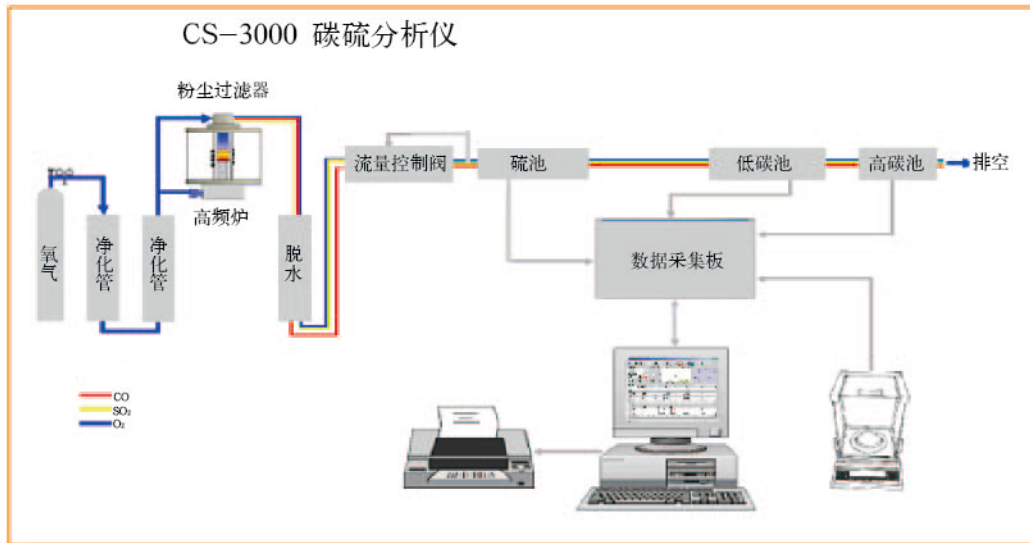 CS-3000 碳硫分析仪
粉尘过滤器
流量控制阀
硫池
低碳池
高碳池
排空
高频炉
氧气
净化管
净化管
脱水
数据采集板
CO
SO₂
O₂